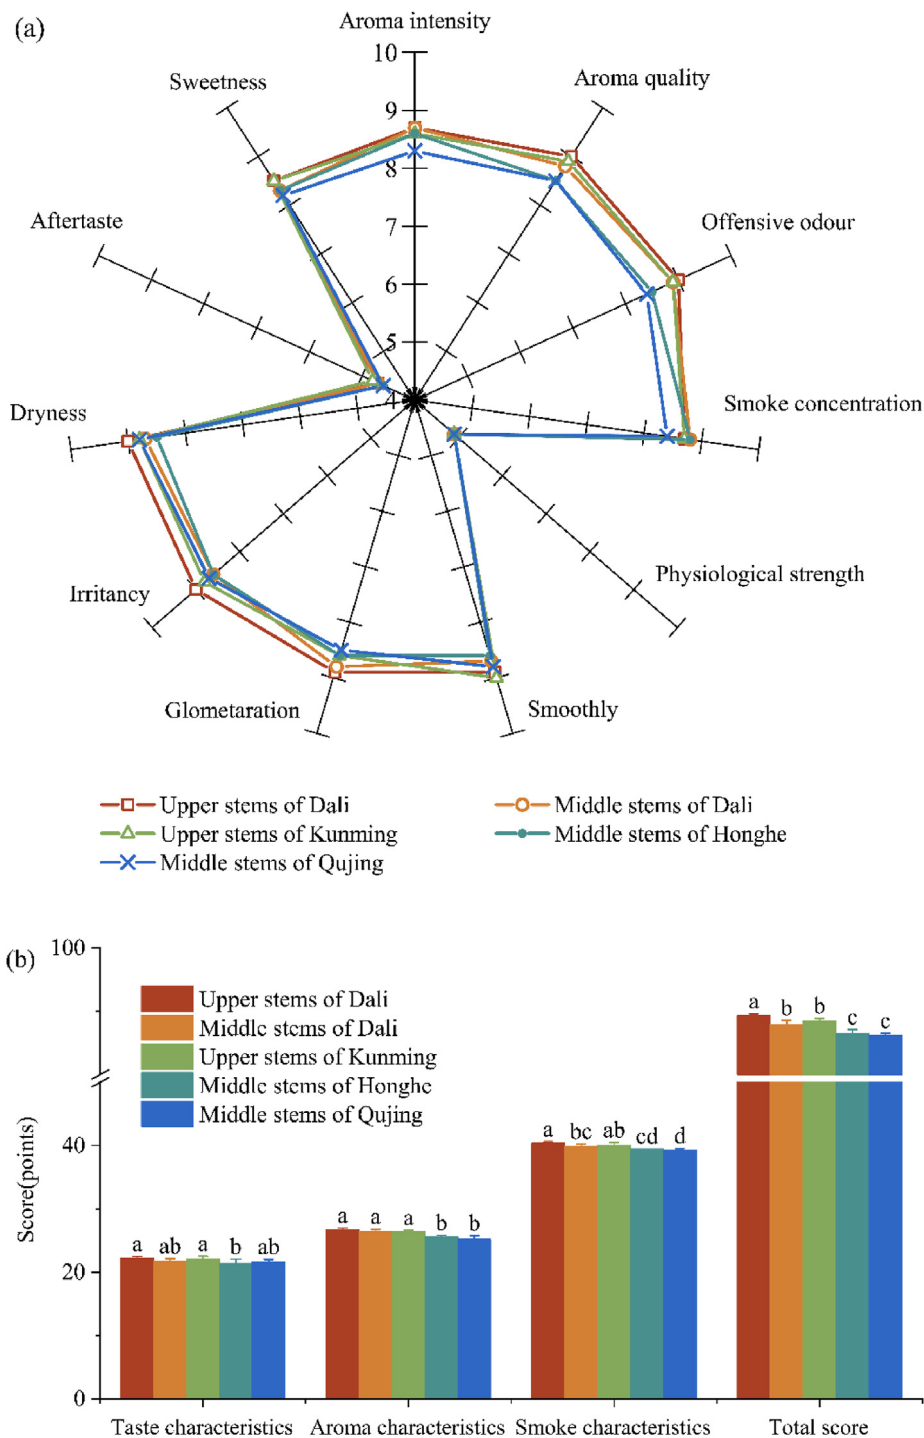 (a)
Aroma intensity
10
Sweetness
Aroma quality
9
8
Aftertaste
Offensive odour
7
6
5
Dryness
Smoke concentration
Irritancy
Physiological strength
Glometaration
Smoothly
Upper stems of Dali
Middle stems of Dali
Upper stems of Kunming
Middle stems of Honghe
Middle stems of Qujing
(b)
100
Upper stems of Dali
Middle stems of Dali
Upper stems of Kunming
Middle stems of Honghe
Middle stems of Qujing
a b b c c
Score(points)
40
a bc ab cd d
a a a b b
a ab a b ab
20
0
Taste characteristics Aroma characteristics Smoke characteristics Total score